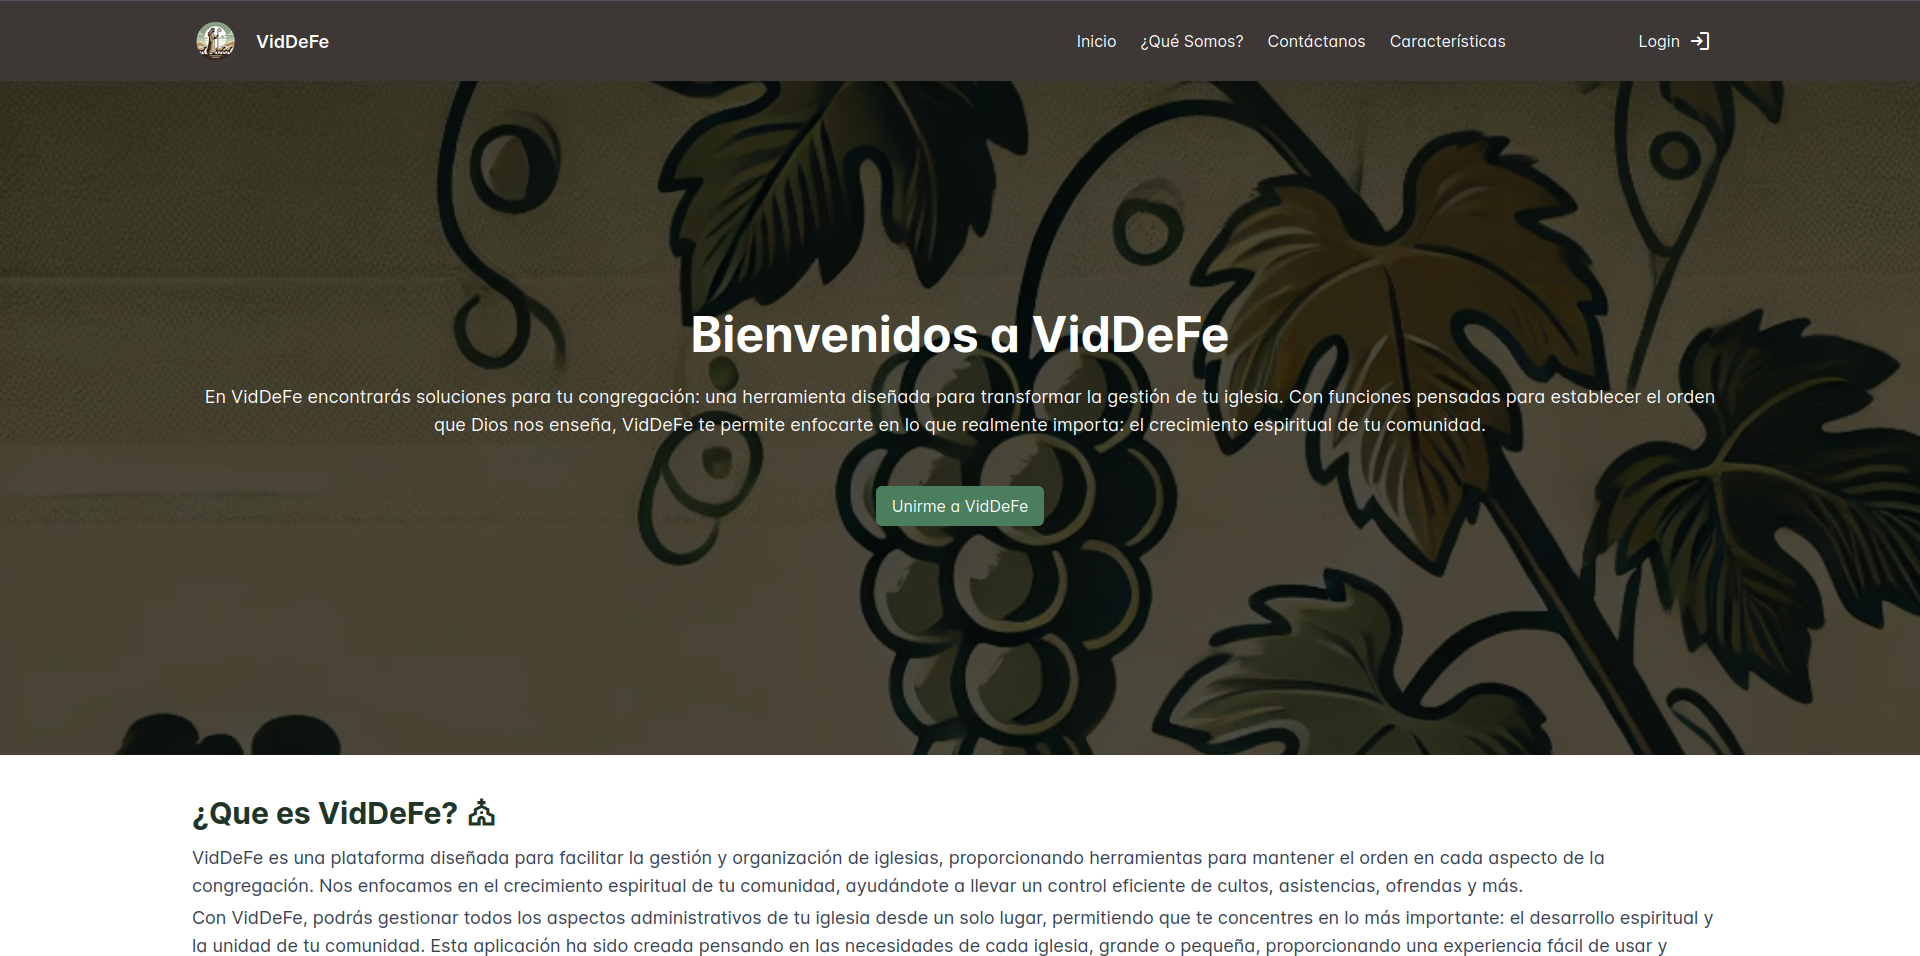 VidDeFe
Inicio
¿Qué Somos?
Contáctanos
Características
Login
Bienvenidos a VidDeFe
En VidDeFe encontrarás soluciones para tu congregación: una herramienta diseñada para transformar la gestión de tu iglesia. Con funciones pensadas para establecer el orden
que Dios nos enseña, VidDeFe te permite enfocarte en lo que realmente importa: el crecimiento espiritual de tu comunidad.
Unirme a VidDeFe
¿Que es VidDeFe?
VidDeFe es una plataforma diseñada para facilitar la gestión y organización de iglesias, proporcionando herramientas para mantener el orden en cada aspecto de la
congregación. Nos enfocamos en el crecimiento espiritual de tu comunidad, ayudándote a llevar un control eficiente de cultos, asistencias, ofrendas y más.
Con VidDeFe, podrás gestionar todos los aspectos administrativos de tu iglesia desde un solo lugar, permitiendo que te concentres en lo más importante: el desarrollo espiritual y
la unidad de tu comunidad. Esta aplicación ha sido creada pensando en las necesidades de cada iglesia, grande o pequeña, proporcionando una experiencia fácil de usar y